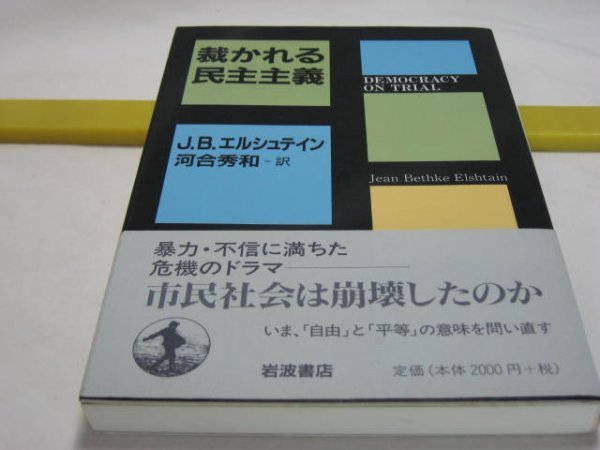 裁かれる
民主主義
DEMOCRACY
ON TRIAL
J.B.エルシュテイン
河合秀和-訳
Jean Bethke Elshtain
暴力・不信に満ちた
危機のドラマ――
市民社会は崩壊したのか
いま、「自由」と「平等」の意味を問い直す
岩波書店
定価(本体2000円+税)